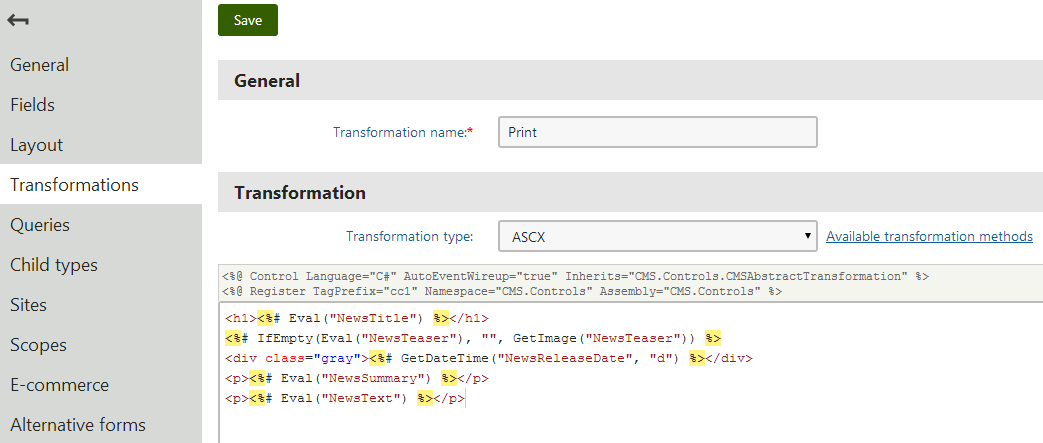 Save
General
General
Fields
Transformation name:*
Print
Layout
Transformations
Transformation
Queries
Transformation type:
ASCX
Available transformation methods
Child types
<%@ Control Language="C#" AutoEventWireup="true" Inherits="CMS.Controls.CMSAbstractTransformation" %>
<%@ Register TagPrefix="cc1" Namespace="CMS.Controls" Assembly="CMS.Controls" %>
Sites
<h1><%# Eval("NewsTitle") %></h1>
<%# IfEmpty(Eval("NewsTeaser"), "", GetImage("NewsTeaser")) %>
Scopes
<div class="gray"><%# GetDateTime("NewsReleaseDate", "d") %></div>
<p><%# Eval("NewsSummary") %></p>
E-commerce
<p><%# Eval("NewsText") %></p>
Alternative forms